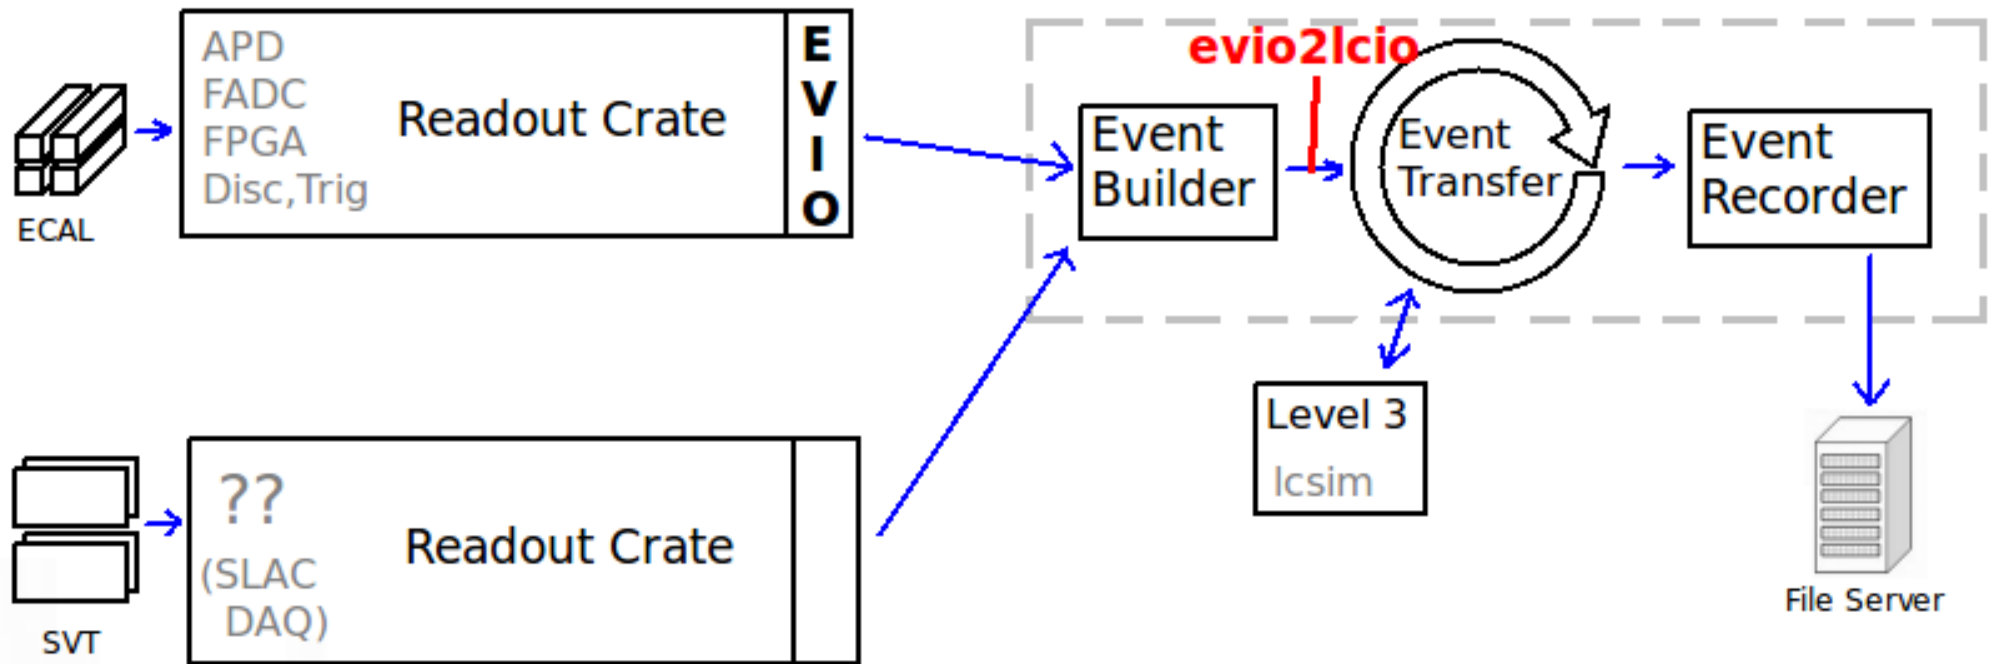 APD
FADC
FPGA
Disc,Trig
Readout Crate
E
V
I
O
ECAL
evio2lcio
Event
Builder
Event
Transfer
Event
Recorder
Level 3
lcsim
??
(SLAC
DAQ)
Readout Crate
SVT
File Server